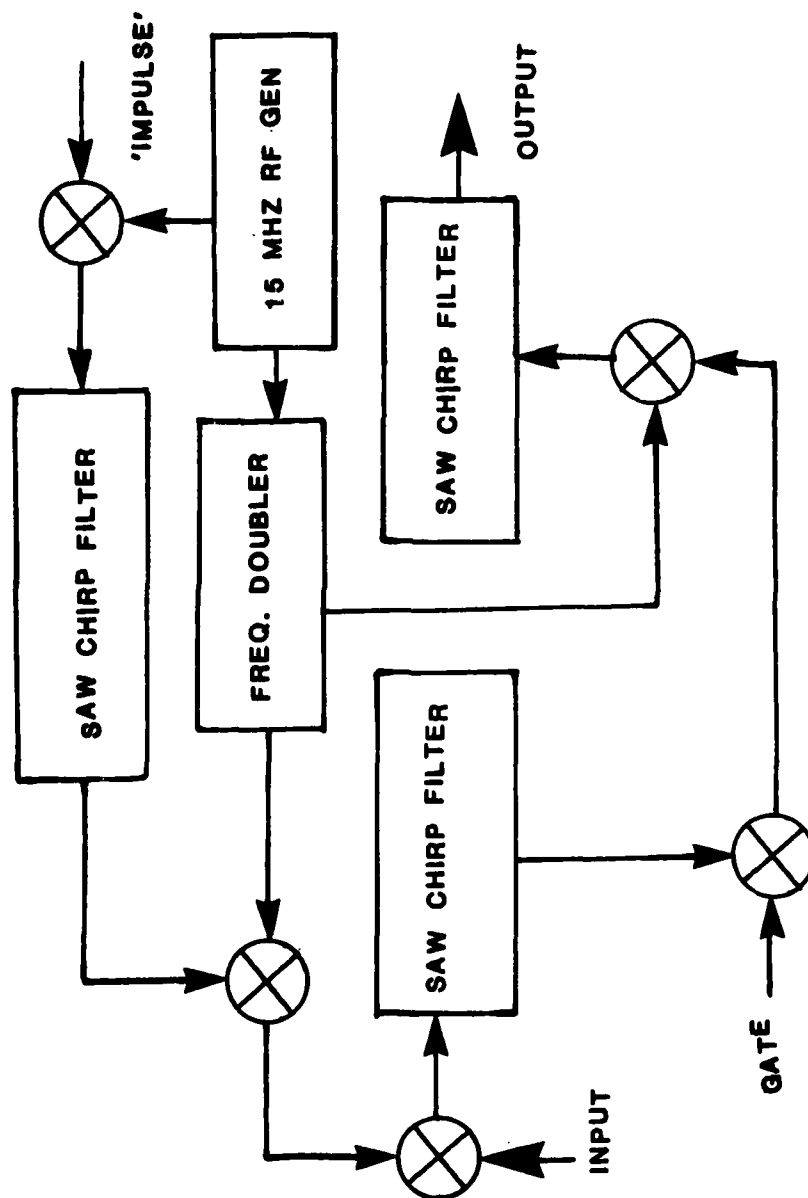 SAW CHIRP FILTER
'IMPULSE'
FREQ. DOUBLER
15 MHZ RF GEN
SAW CHIRP FILTER
SAW CHIRP FILTER
OUTPUT
INPUT
GATE